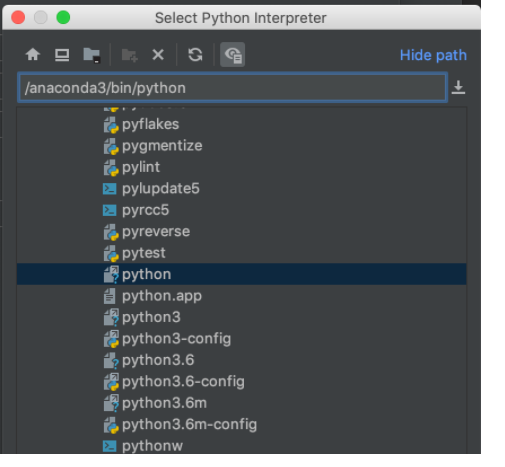 Select Python Interpreter
Hide path
/anaconda3/bin/python
pyflakes
pygmentize
pylint
pylupdate5
pyrcc5
pyreverse
pytest
python
python.app
python3
python3-config
python3.6
python3.6-config
python3.6m
python3.6m-config
pythonw